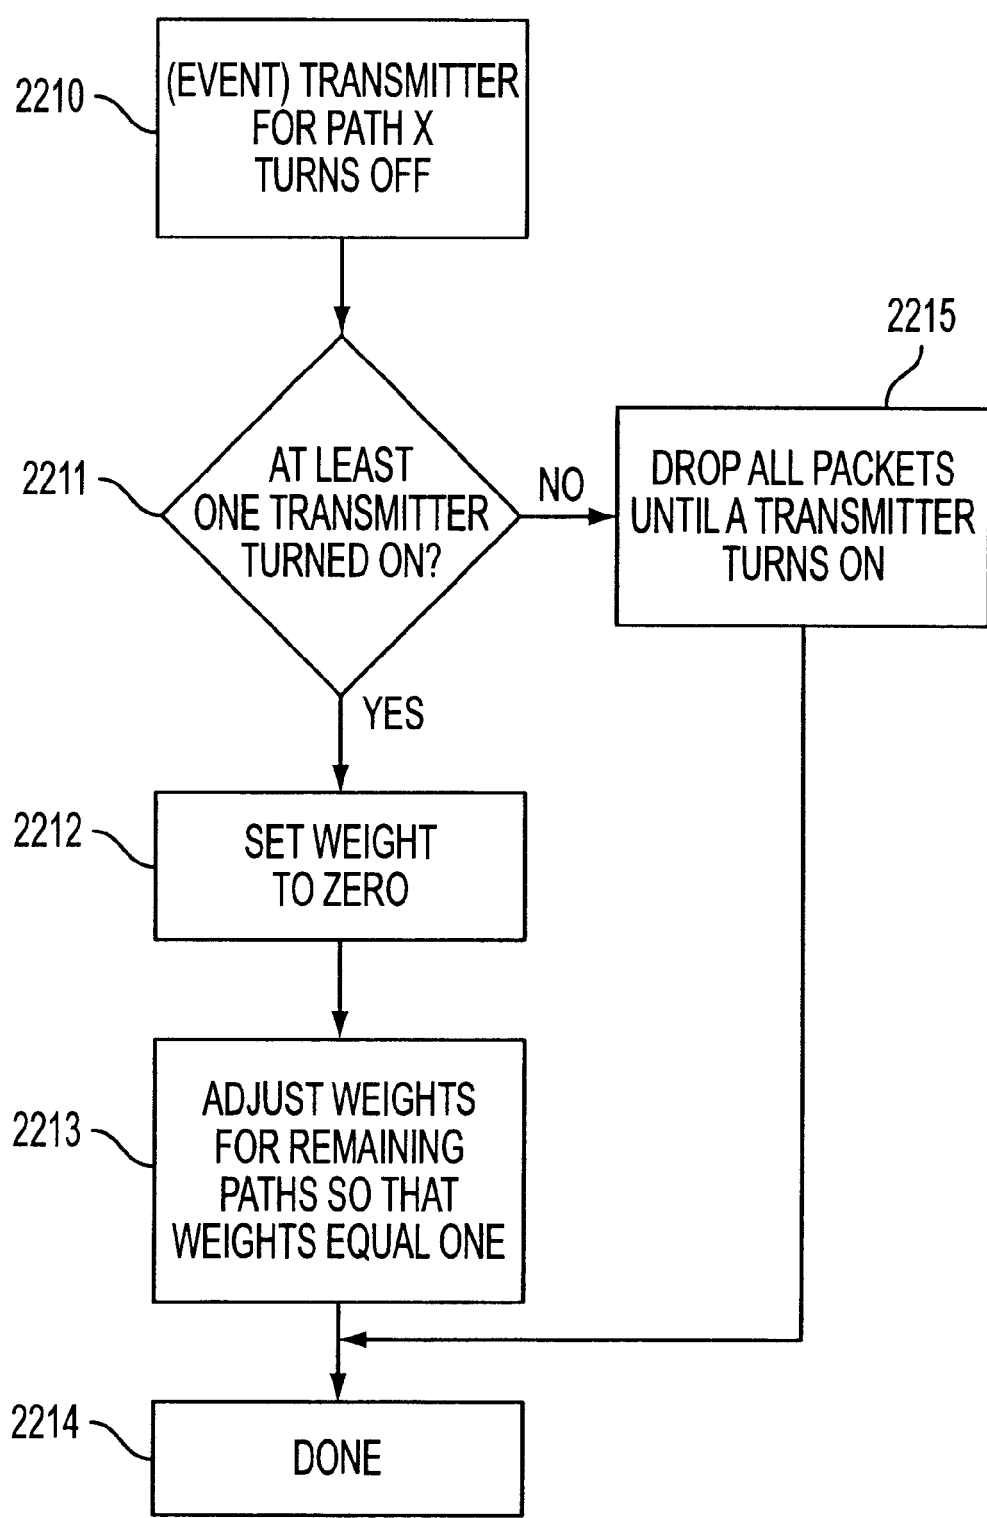 2210
(EVENT) TRANSMITTER
FOR PATH X
TURNS OFF
2211
AT LEAST
ONE TRANSMITTER
TURNED ON?
NO
2215
DROP ALL PACKETS
UNTIL A TRANSMITTER
TURNS ON
YES
2212
SET WEIGHT
TO ZERO
2213
ADJUST WEIGHTS
FOR REMAINING
PATHS SO THAT
WEIGHTS EQUAL ONE
2214
DONE